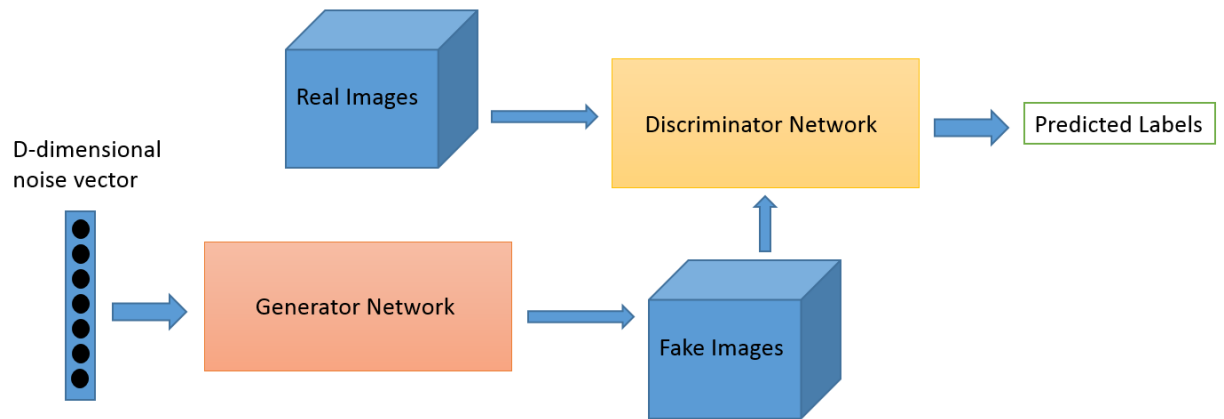 Real Images
Discriminator Network
Predicted Labels
D-dimensional
noise vector
Generator Network
Fake Images